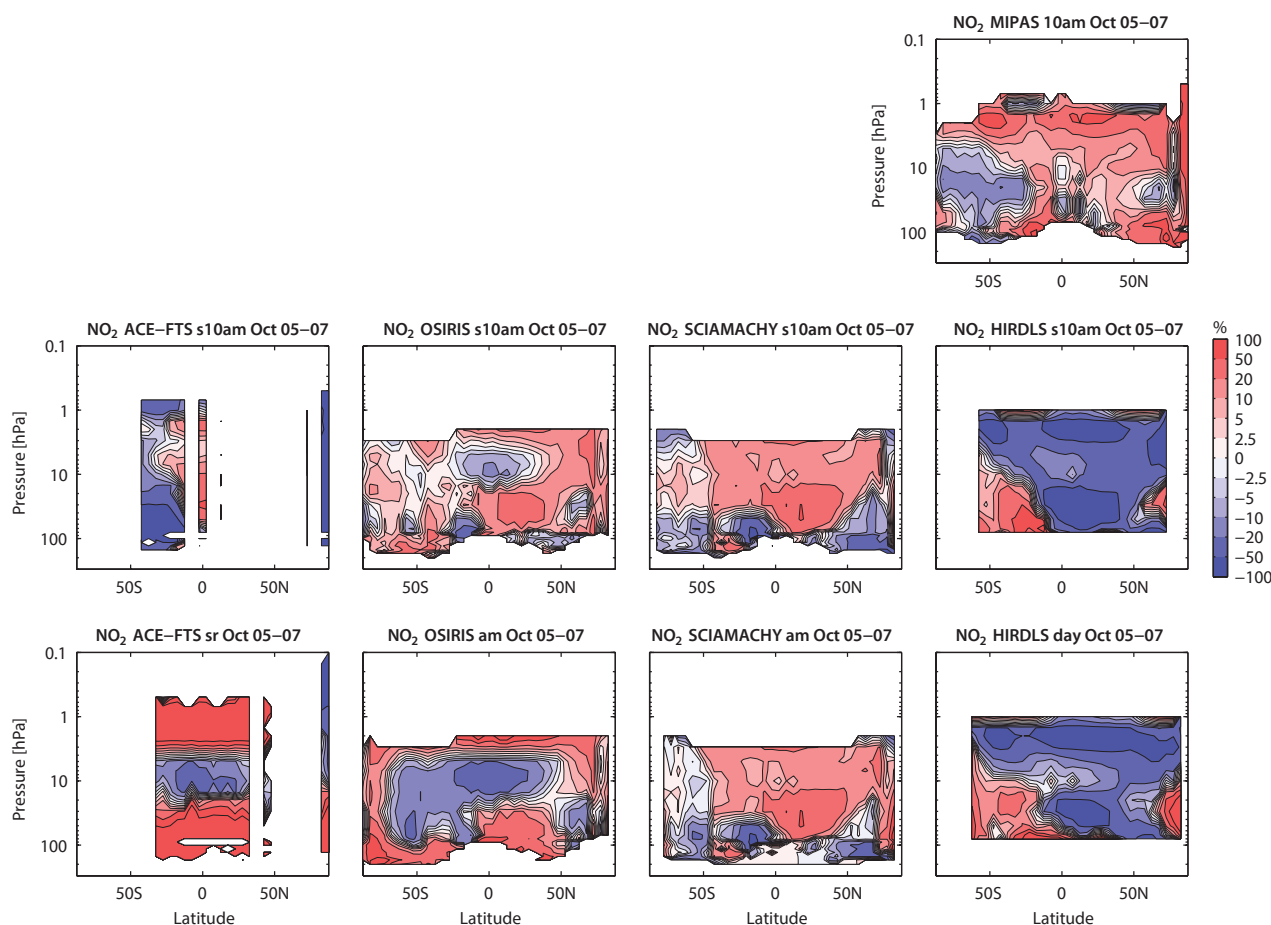 NO₂ MIPAS 10am Oct 05–07
0.1
1
10
100
Pressure [hPa]
50S 0 50N
NO₂ ACE–FTS s10am Oct 05–07
NO₂ OSIRIS s10am Oct 05–07
NO₂ SCIAMACHY s10am Oct 05–07
NO₂ HIRDLS s10am Oct 05–07
0.1
1
10
100
Pressure [hPa]
50S 0 50N
50S 0 50N
50S 0 50N
50S 0 50N
%
100
50
20
10
5
2.5
0
−2.5
−5
−10
−20
−50
−100
NO₂ ACE–FTS sr Oct 05–07
NO₂ OSIRIS am Oct 05–07
NO₂ SCIAMACHY am Oct 05–07
NO₂ HIRDLS day Oct 05–07
0.1
1
10
100
Pressure [hPa]
50S 0 50N
50S 0 50N
50S 0 50N
50S 0 50N
Latitude
Latitude
Latitude
Latitude